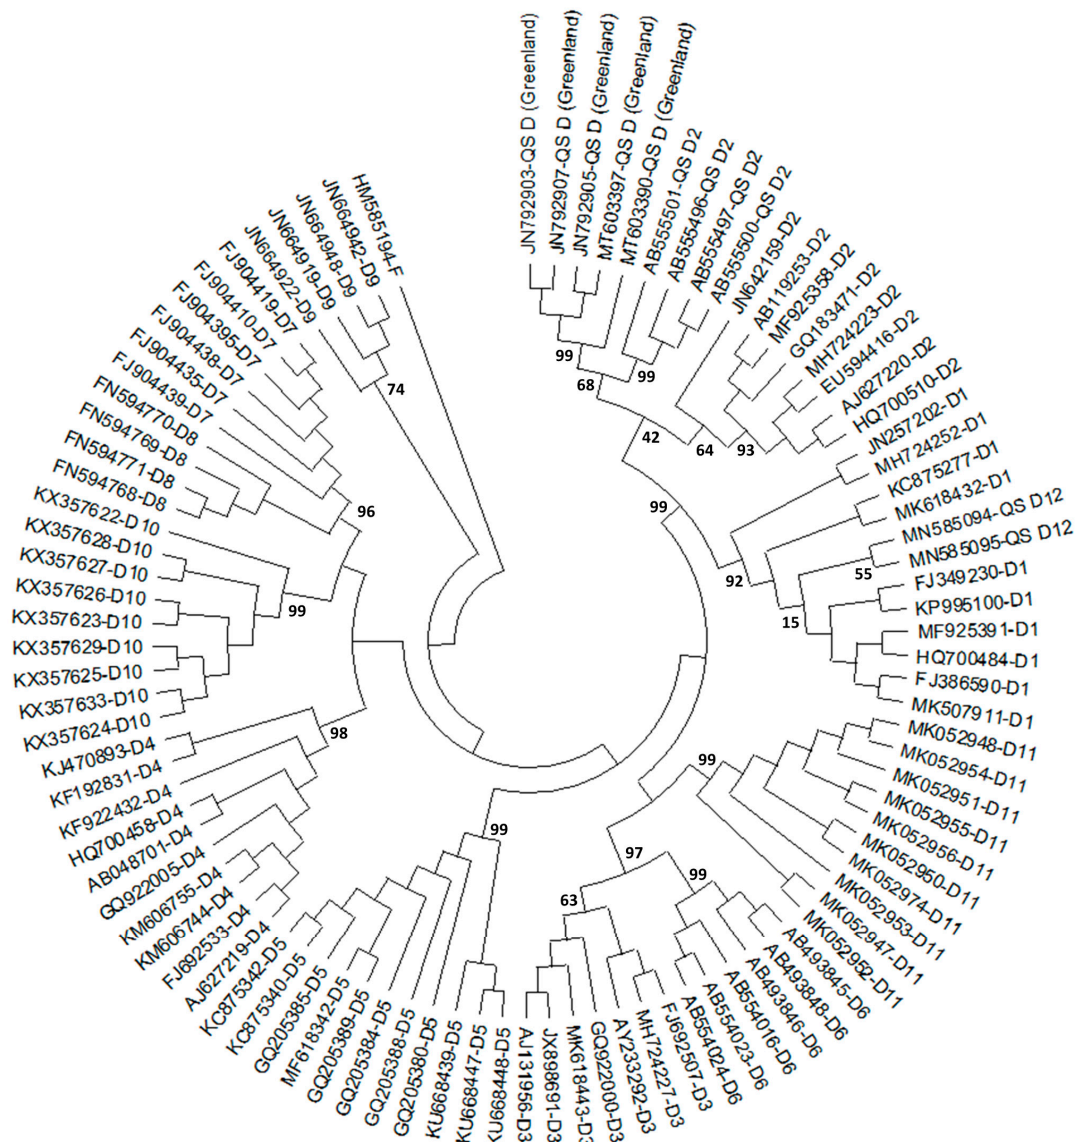 JN792903-QS D (Greenland)
JN792907-QS D (Greenland)
JN792905-QS D (Greenland)
MT603397-QS D (Greenland)
MT603390-QS D (Greenland)
AB555501-QS D2
AB555496-QS D2
AB555497-QS D2
AB555500-QS D2
JN642159-D2
AB119253-D2
MF925358-D2
GQ183471-D2
MH724223-D2
EU594416-D2
AJ627220-D2
HQ700510-D2
JN257202-D1
MH724252-D1
KC875277-D1
MK618432-D1
MN585094-QS D12
MN585095-QS D12
FJ349230-D1
KP995100-D1
MF925391-D1
HQ700484-D1
FJ386590-D1
MK507911-D1
MK052948-D11
MK052954-D11
MK052951-D11
MK052955-D11
MK052956-D11
MK052950-D11
MK052974-D11
MK052953-D11
MK052947-D11
MK052952-D11
AB493845-D6
AB493848-D6
AB493846-D6
AB554016-D6
AB554023-D6
AB554024-D6
FJ692507-D3
MH724227-D3
AY233292-D3
GQ922000-D3
MK618443-D3
JX898691-D3
AJ131956-D3
KU668448-D5
KU668447-D5
KU668439-D5
GQ205380-D5
GQ205388-D5
GQ205384-D5
GQ205389-D5
MF618342-D5
GQ205385-D5
KC875340-D5
KC875342-D5
AJ627219-D4
FJ692533-D4
KM606744-D4
KM606755-D4
GQ922005-D4
AB048701-D4
HQ700458-D4
KF922432-D4
KF192831-D4
KJ470893-D4
KX357624-D10
KX357633-D10
KX357625-D10
KX357629-D10
KX357623-D10
KX357626-D10
KX357627-D10
KX357628-D10
KX357622-D10
FN594768-D8
FN594771-D8
FN594769-D8
FN594770-D8
FJ904439-D7
FJ904435-D7
FJ904438-D7
FJ904395-D7
FJ904410-D7
FJ904419-D7
JN664922-D9
JN664919-D9
JN664948-D9
JN664942-D9
HM585194-F
99
68
99
42
64
93
99
92
55
15
99
97
99
63
99
98
99
96
74